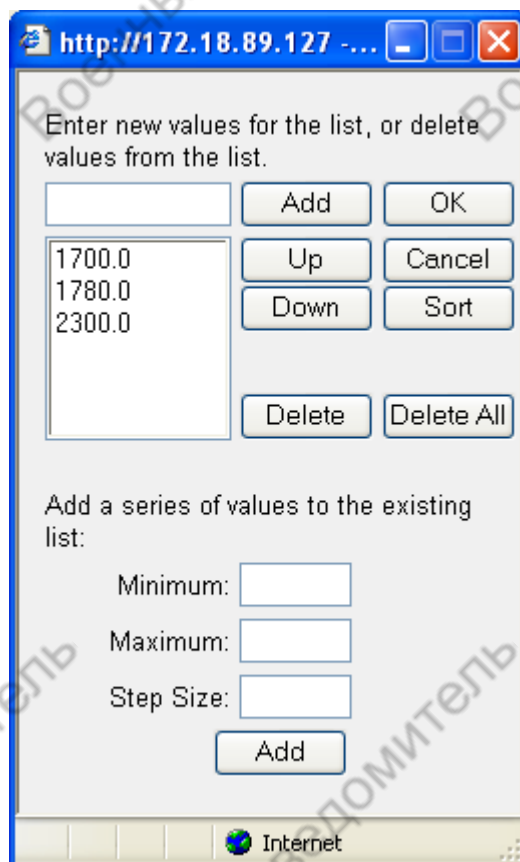 http://172.18.89.127 -...
Enter new values for the list, or delete
values from the list.
Add OK
1700.0
1780.0
2300.0
Up Cancel
Down Sort
Delete Delete All
Add a series of values to the existing
list:
Minimum:
Maximum:
Step Size:
Add
Internet